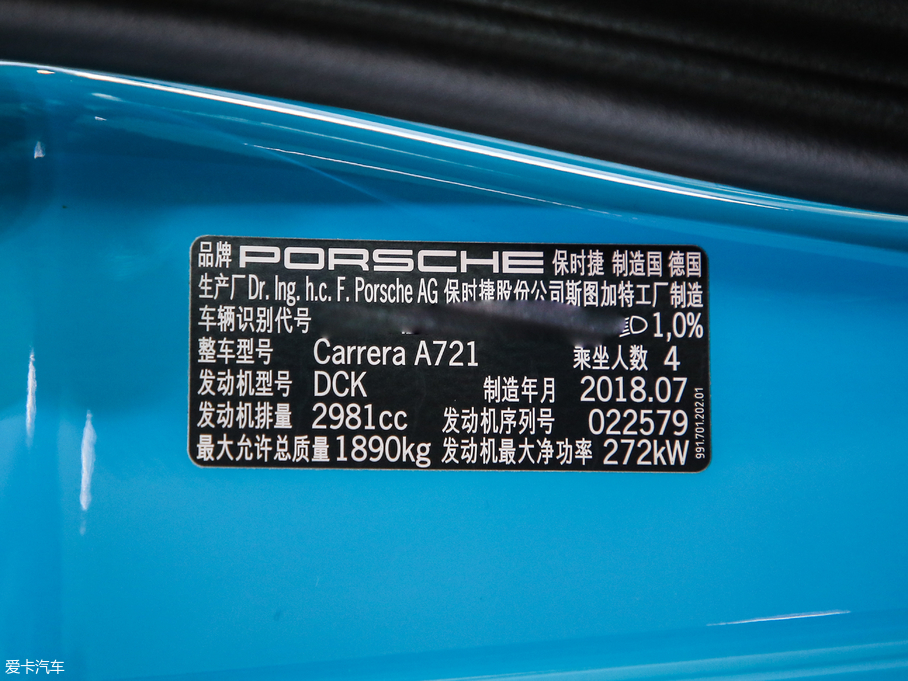 品牌 PORSCHE 保时捷 制造国 德国
生产厂 Dr. Ing. h.c. F. Porsche AG 保时捷股份公司斯图加特工厂制造
车辆识别代号 1,0%
整车型号 Carrera A721 乘坐人数 4
发动机型号 DCK 制造年月 2018.07
发动机排量 2981cc 发动机序列号 022579
最大允许总质量 1890kg 发动机最大净功率 272kW
991.701.202.01
爱卡汽车